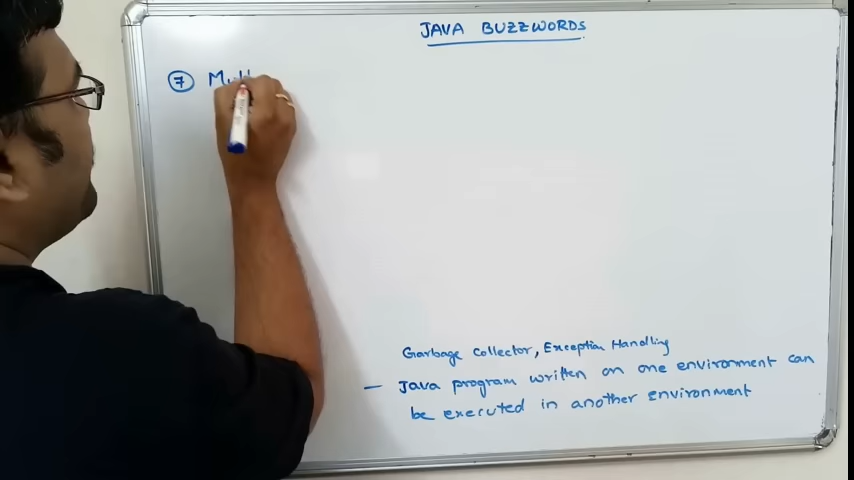 JAVA BUZZWORDS
7 Mult
Garbage collector, Exception Handling
— Java program written on one environment can
be executed in another environment